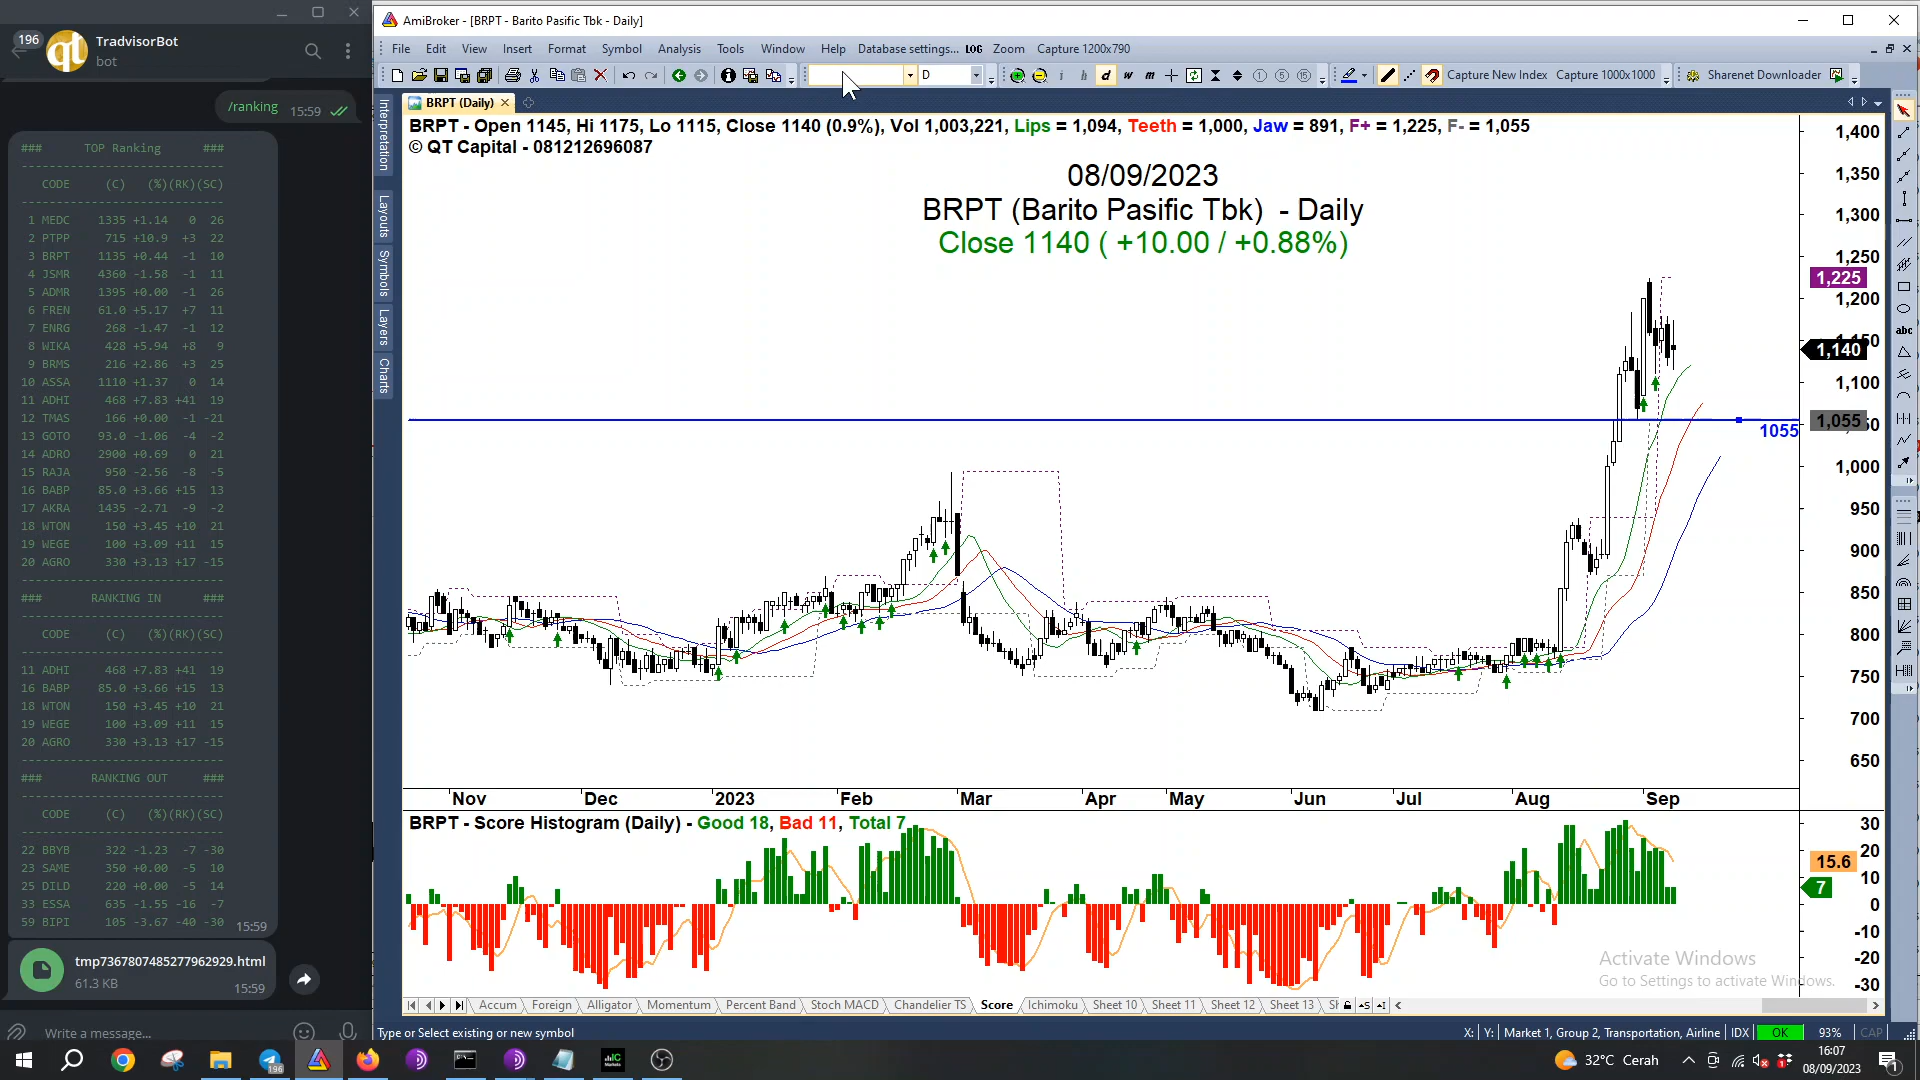 196
TradvisorBot
bot
/ranking 15:59
### TOP Ranking ###
CODE (C) (%)(RK)(SC)
1 MEDC 1335 +1.14 0 26
2 PTPP 715 +10.9 +3 22
3 BRPT 1135 +0.44 -1 10
4 JSMR 4360 -1.58 -1 11
5 ADMR 1395 +0.00 -1 26
6 FREN 61.0 +5.17 +7 11
7 ENRG 268 -1.47 -1 12
8 WIKA 428 +5.94 +8 9
9 BRMS 216 +2.86 +3 25
10 ASSA 1110 +1.37 0 14
11 ADHI 468 +7.83 +41 19
12 TMAS 166 +0.00 -1 -21
13 GOTO 93.0 -1.06 -4 -2
14 ADRO 2900 +0.69 0 21
15 RAJA 950 -2.56 -8 -5
16 BABP 85.0 +3.66 +15 13
17 AKRA 1435 -2.71 -9 -2
18 WTON 150 +3.45 +10 21
19 WEGE 100 +3.09 +11 15
20 AGRO 330 +3.13 +17 -15
### RANKING IN ###
CODE (C) (%)(RK)(SC)
11 ADHI 468 +7.83 +41 19
16 BABP 85.0 +3.66 +15 13
18 WTON 150 +3.45 +10 21
19 WEGE 100 +3.09 +11 15
20 AGRO 330 +3.13 +17 -15
### RANKING OUT ###
CODE (C) (%)(RK)(SC)
22 BBYB 322 -1.23 -7 -30
23 SAME 350 +0.00 -5 10
25 DILD 220 +0.00 -5 14
33 ESSA 635 -1.55 -16 -7
59 BIPI 105 -3.67 -40 -30
15:59
tmp7367807485277962929.html
61.3 KB 15:59
Write a message...
AmiBroker - [BRPT - Barito Pasific Tbk - Daily]
File Edit View Insert Format Symbol Analysis Tools Window Help Database settings... LOG Zoom Capture 1200x790
D i h d w m Capture New Index Capture 1000x1000 Sharenet Downloader
Interpretation
Layouts
Symbols
Layers
Charts
BRPT (Daily)
BRPT - Open 1145, Hi 1175, Lo 1115, Close 1140 (0.9%), Vol 1,003,221, Lips = 1,094, Teeth = 1,000, Jaw = 891, F+ = 1,225, F- = 1,055
© QT Capital - 081212696087
08/09/2023
BRPT (Barito Pasific Tbk) - Daily
Close 1140 ( +10.00 / +0.88%)
1,400
1,350
1,300
1,250
1,225
1,200
1,140
1,100
1,055
1055
1,000
950
900
850
800
750
700
650
Nov Dec 2023 Feb Mar Apr May Jun Jul Aug Sep
BRPT - Score Histogram (Daily) - Good 18, Bad 11, Total 7
30
20
15.6
10
7
0
-10
-20
-30
abc
Activate Windows
Go to Settings to activate Windows.
Accum Foreign Alligator Momentum Percent Band Stoch MACD Chandelier TS Score Ichimoku Sheet 10 Sheet 11 Sheet 12 Sheet 13
Type or Select existing or new symbol
X: Y: Market 1, Group 2, Transportation, Airline IDX OK 93% CAP
32°C Cerah
16:07
08/09/2023